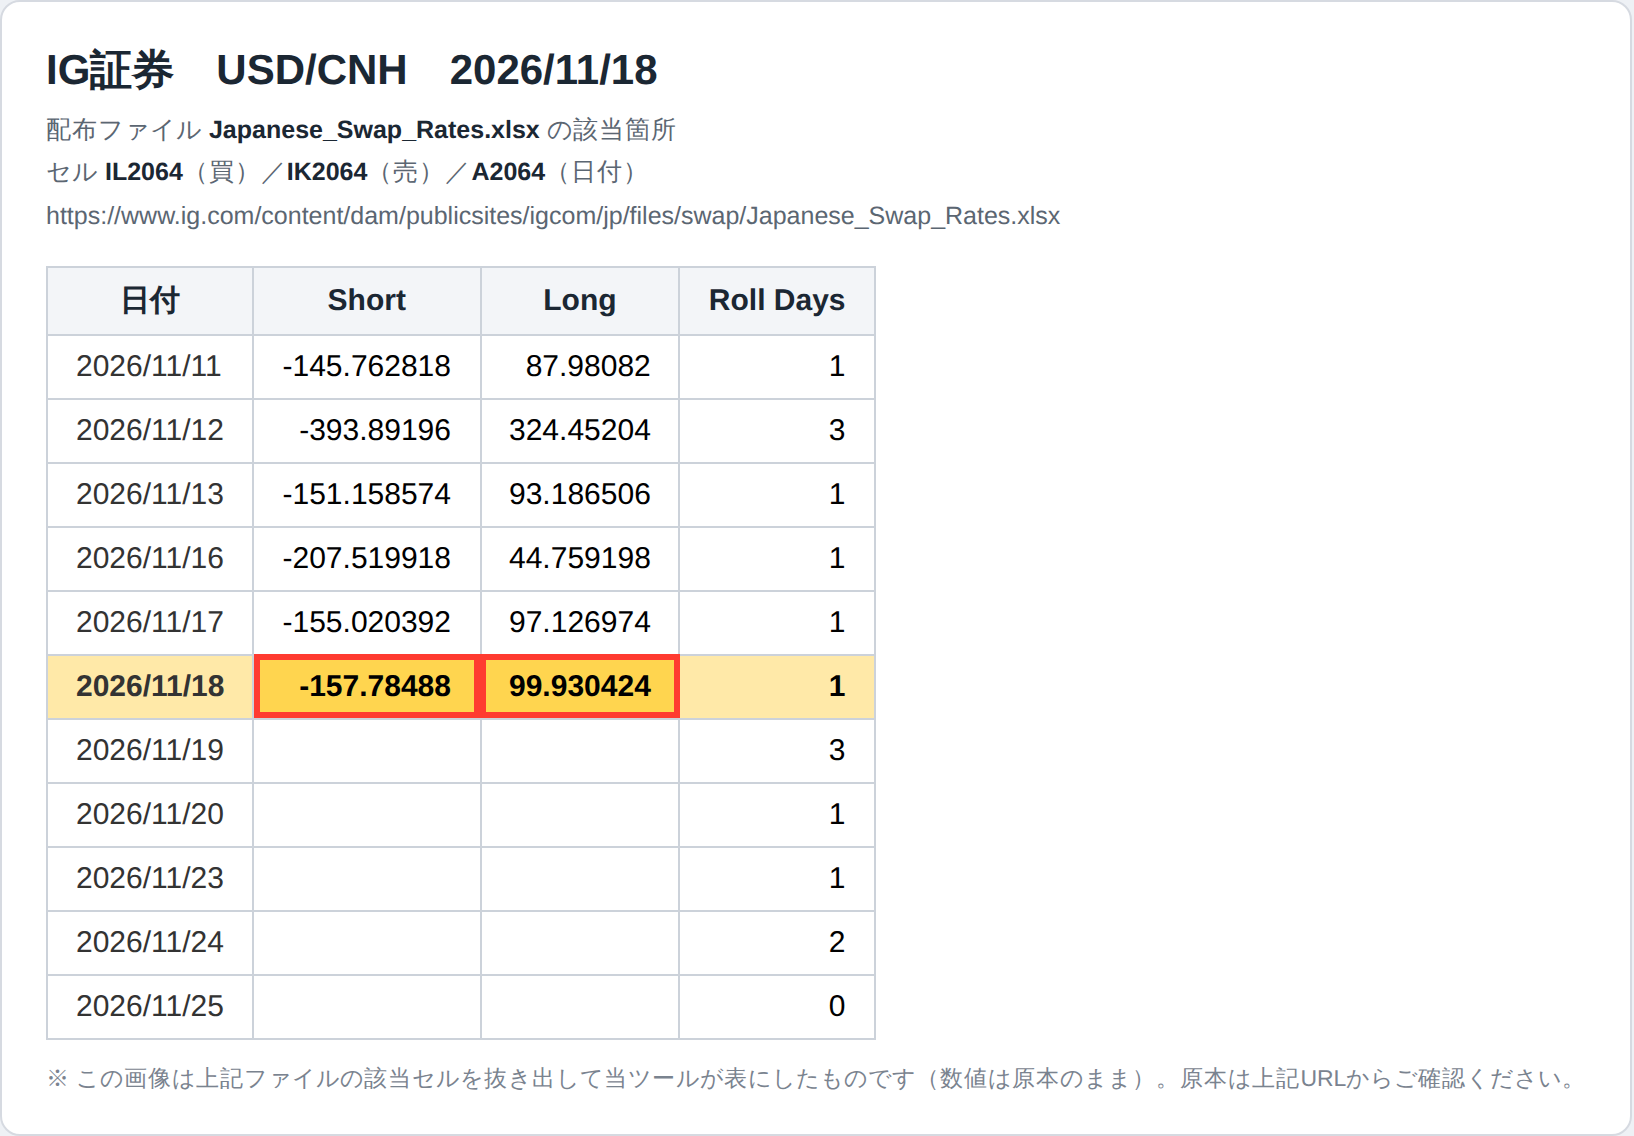 IG証券　USD/CNH　2026/11/18
配布ファイル Japanese_Swap_Rates.xlsx の該当箇所
セル IL2064（買）／IK2064（売）／A2064（日付）
https://www.ig.com/content/dam/publicsites/igcom/jp/files/swap/Japanese_Swap_Rates.xlsx
日付 Short Long Roll Days
2026/11/11 -145.762818 87.98082 1
2026/11/12 -393.89196 324.45204 3
2026/11/13 -151.158574 93.186506 1
2026/11/16 -207.519918 44.759198 1
2026/11/17 -155.020392 97.126974 1
2026/11/18 -157.78488 99.930424 1
2026/11/19 3
2026/11/20 1
2026/11/23 1
2026/11/24 2
2026/11/25 0
※ この画像は上記ファイルの該当セルを抜き出して当ツールが表にしたものです（数値は原本のまま）。原本は上記URLからご確認ください。